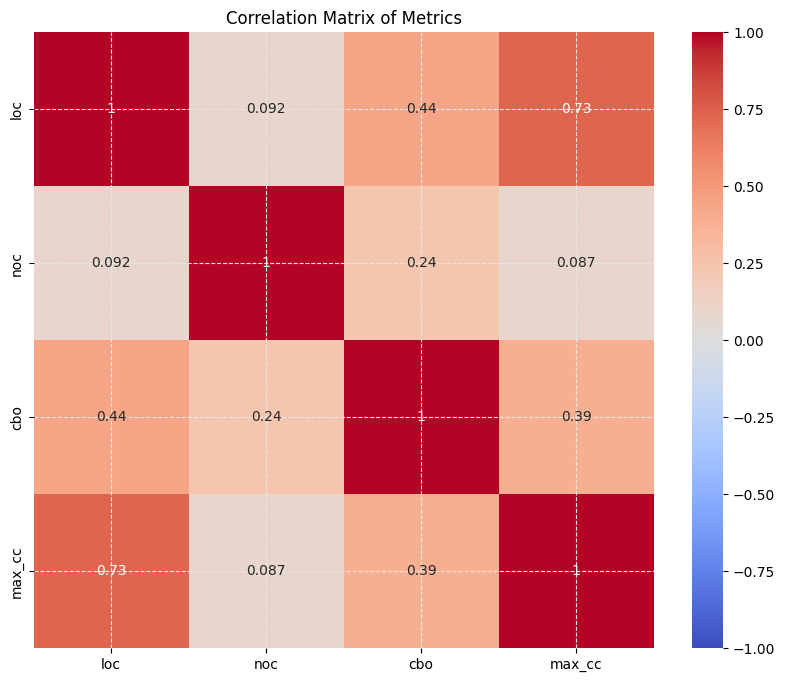 Correlation Matrix of Metrics
loc 1 0.092 0.44 0.73
noc 0.092 1 0.24 0.087
cbo 0.44 0.24 1 0.39
max_cc 0.73 0.087 0.39 1
loc noc cbo max_cc
1.00
0.75
0.50
0.25
0.00
−0.25
−0.50
−0.75
−1.00